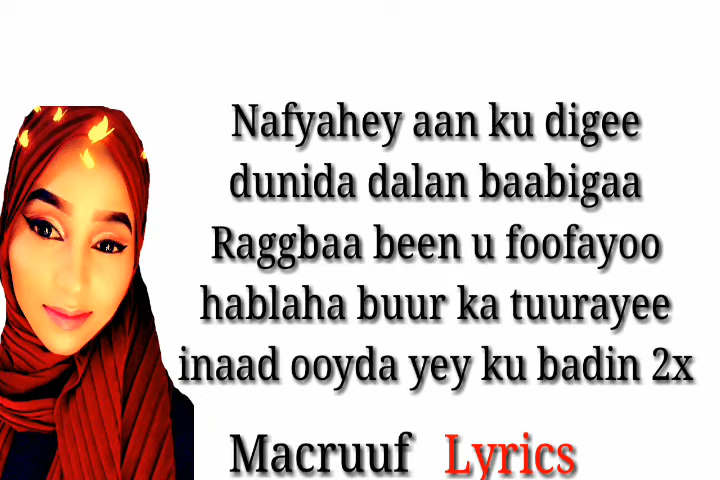 Nafyahey aan ku digee
dunida dalan baabigaa
Raggbaa been u foofayoo
hablaha buur ka tuurayee
inaad ooyda yey ku badin 2x
Macruuf Lyrics